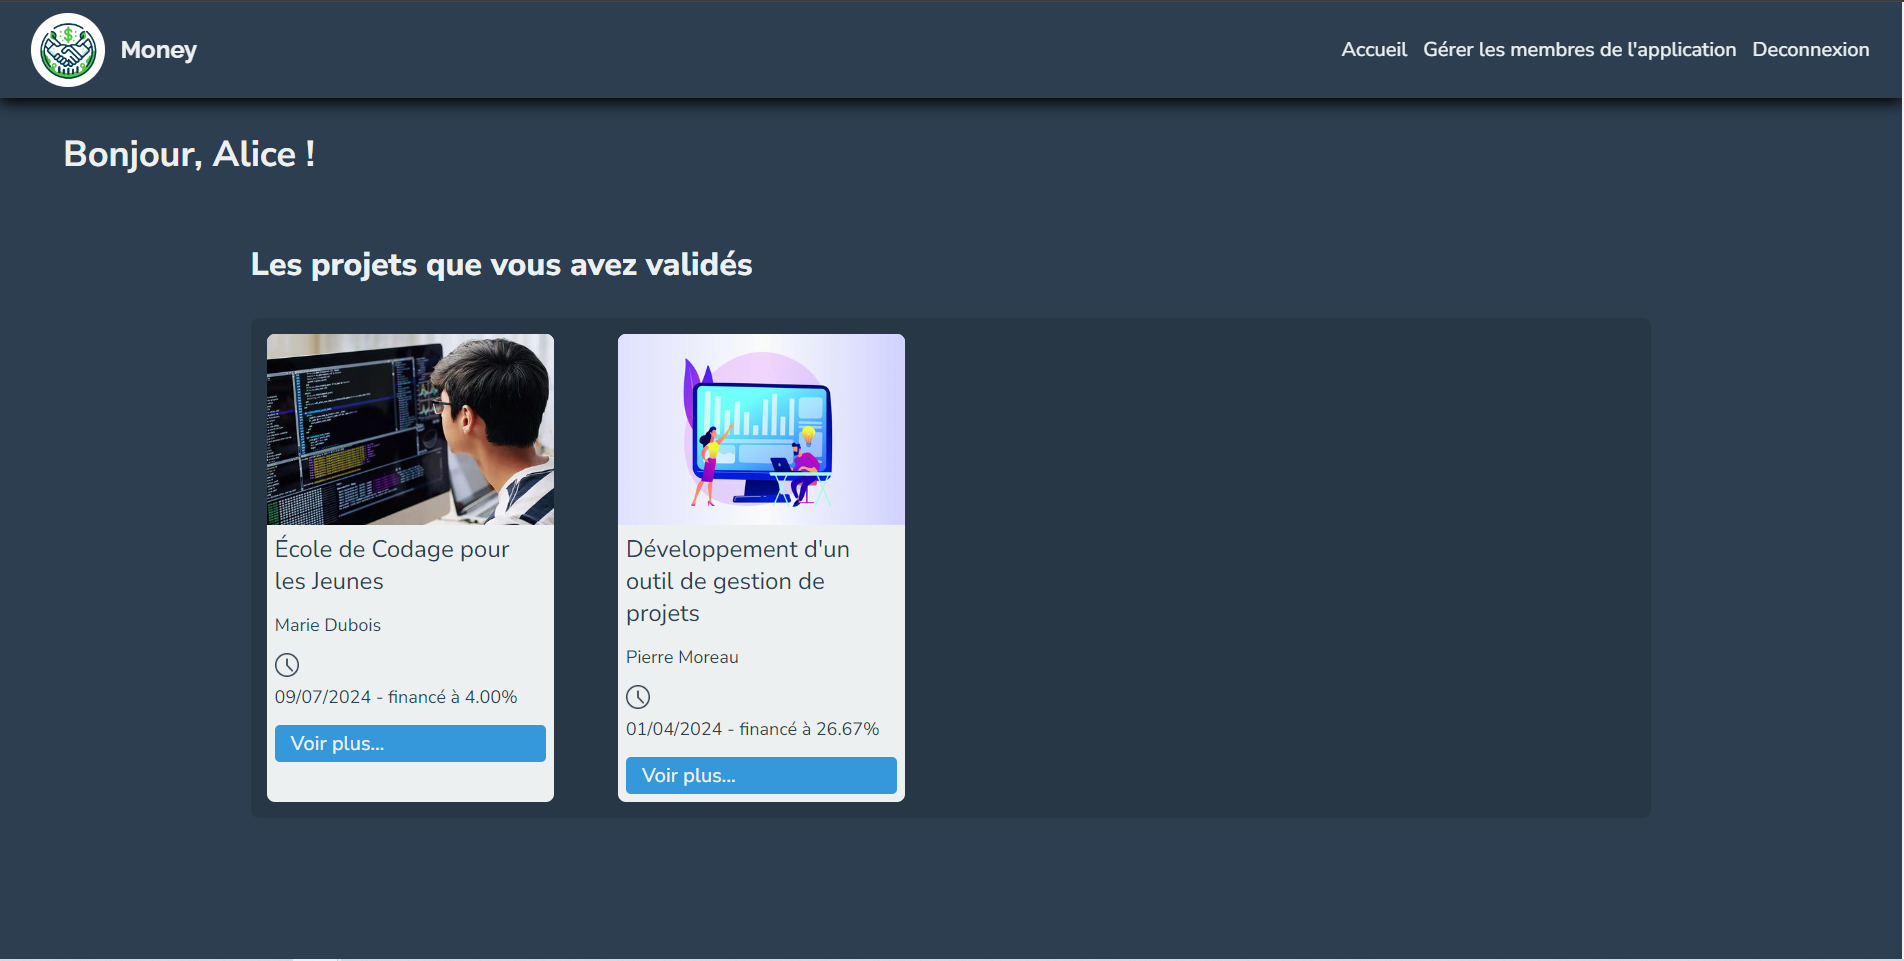 Money
Accueil Gérer les membres de l'application Deconnexion
Bonjour, Alice !
Les projets que vous avez validés
École de Codage pour
les Jeunes
Marie Dubois
09/07/2024 - financé à 4.00%
Voir plus...
Développement d'un
outil de gestion de
projets
Pierre Moreau
01/04/2024 - financé à 26.67%
Voir plus...